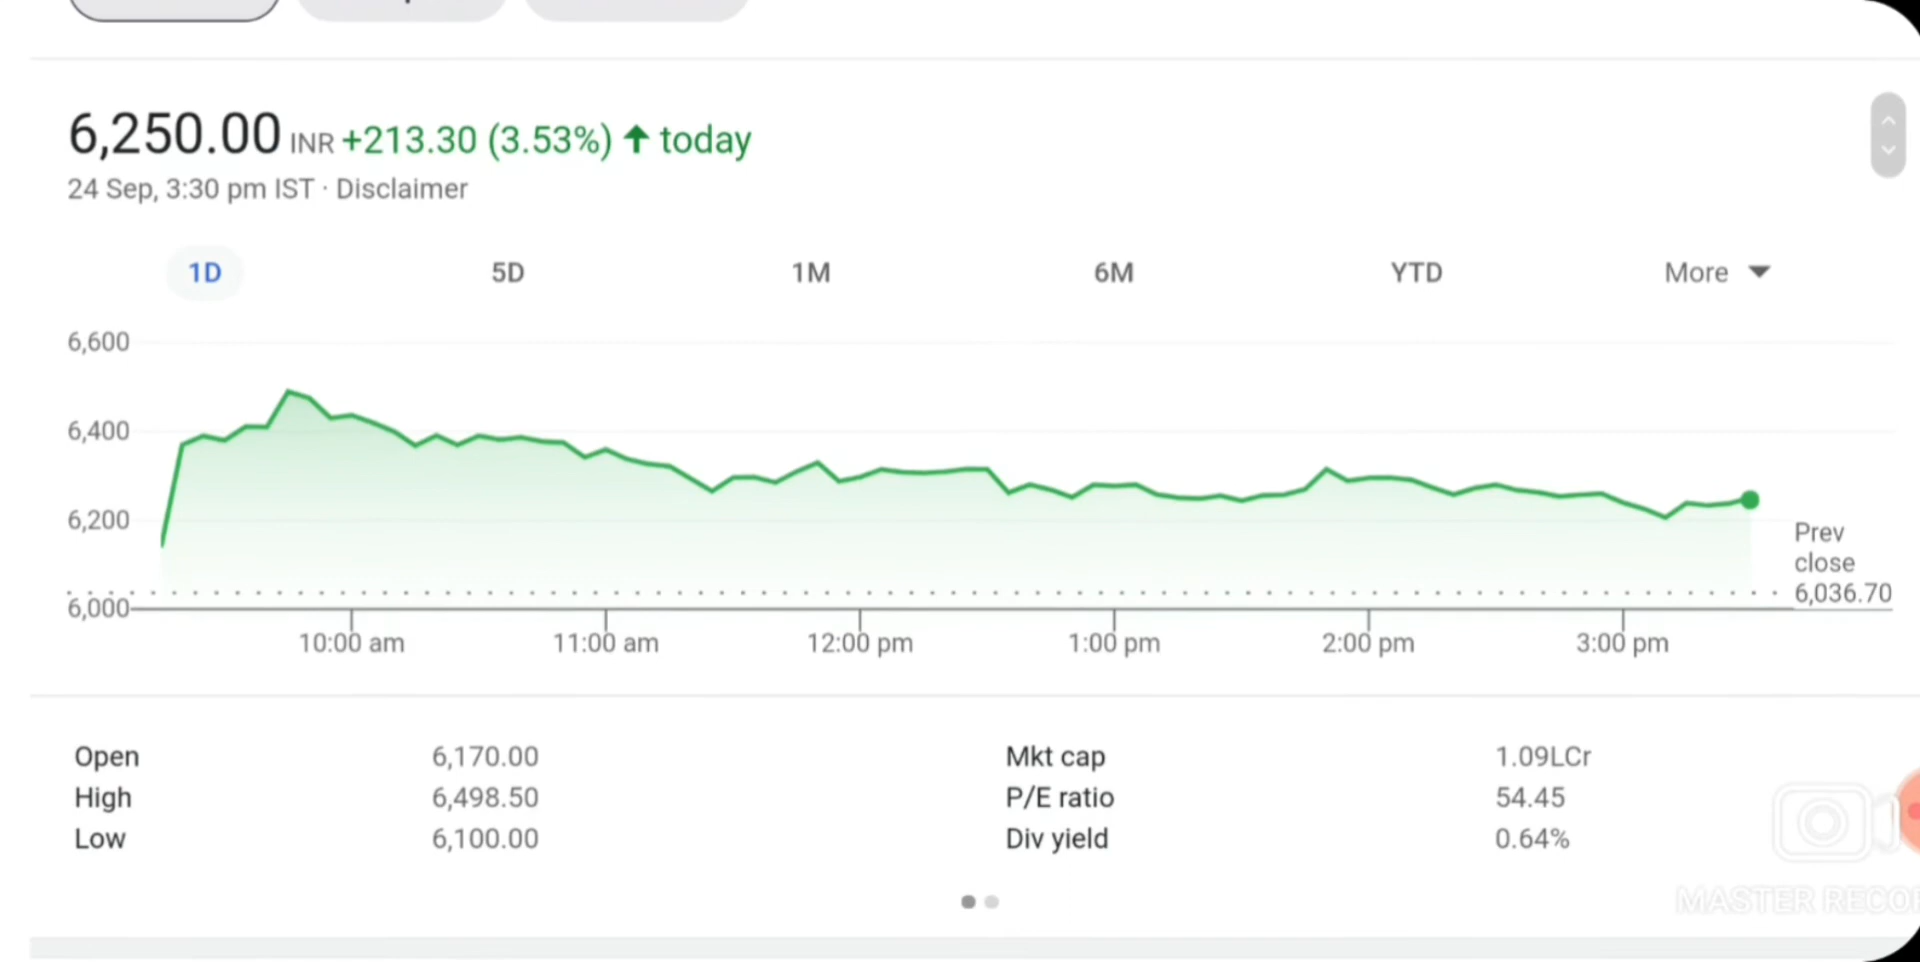 6,250.00 INR +213.30 (3.53%) ↑ today
24 Sep, 3:30 pm IST · Disclaimer
1D 5D 1M 6M YTD More
6,600
6,400
6,200
6,000
Prev
close
6,036.70
10:00 am 11:00 am 12:00 pm 1:00 pm 2:00 pm 3:00 pm
Open 6,170.00 Mkt cap 1.09LCr
High 6,498.50 P/E ratio 54.45
Low 6,100.00 Div yield 0.64%
MASTER RECOR